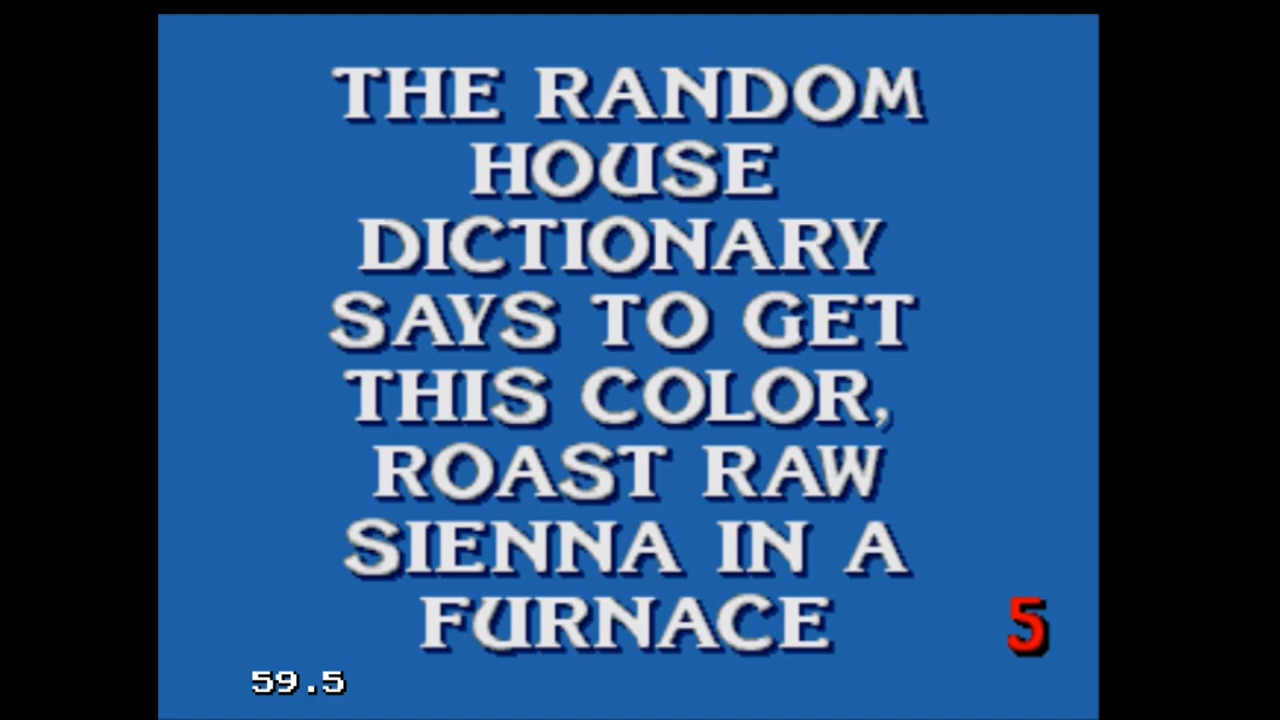 THE RANDOM
HOUSE
DICTIONARY
SAYS TO GET
THIS COLOR,
ROAST RAW
SIENNA IN A
FURNACE
5
59.5